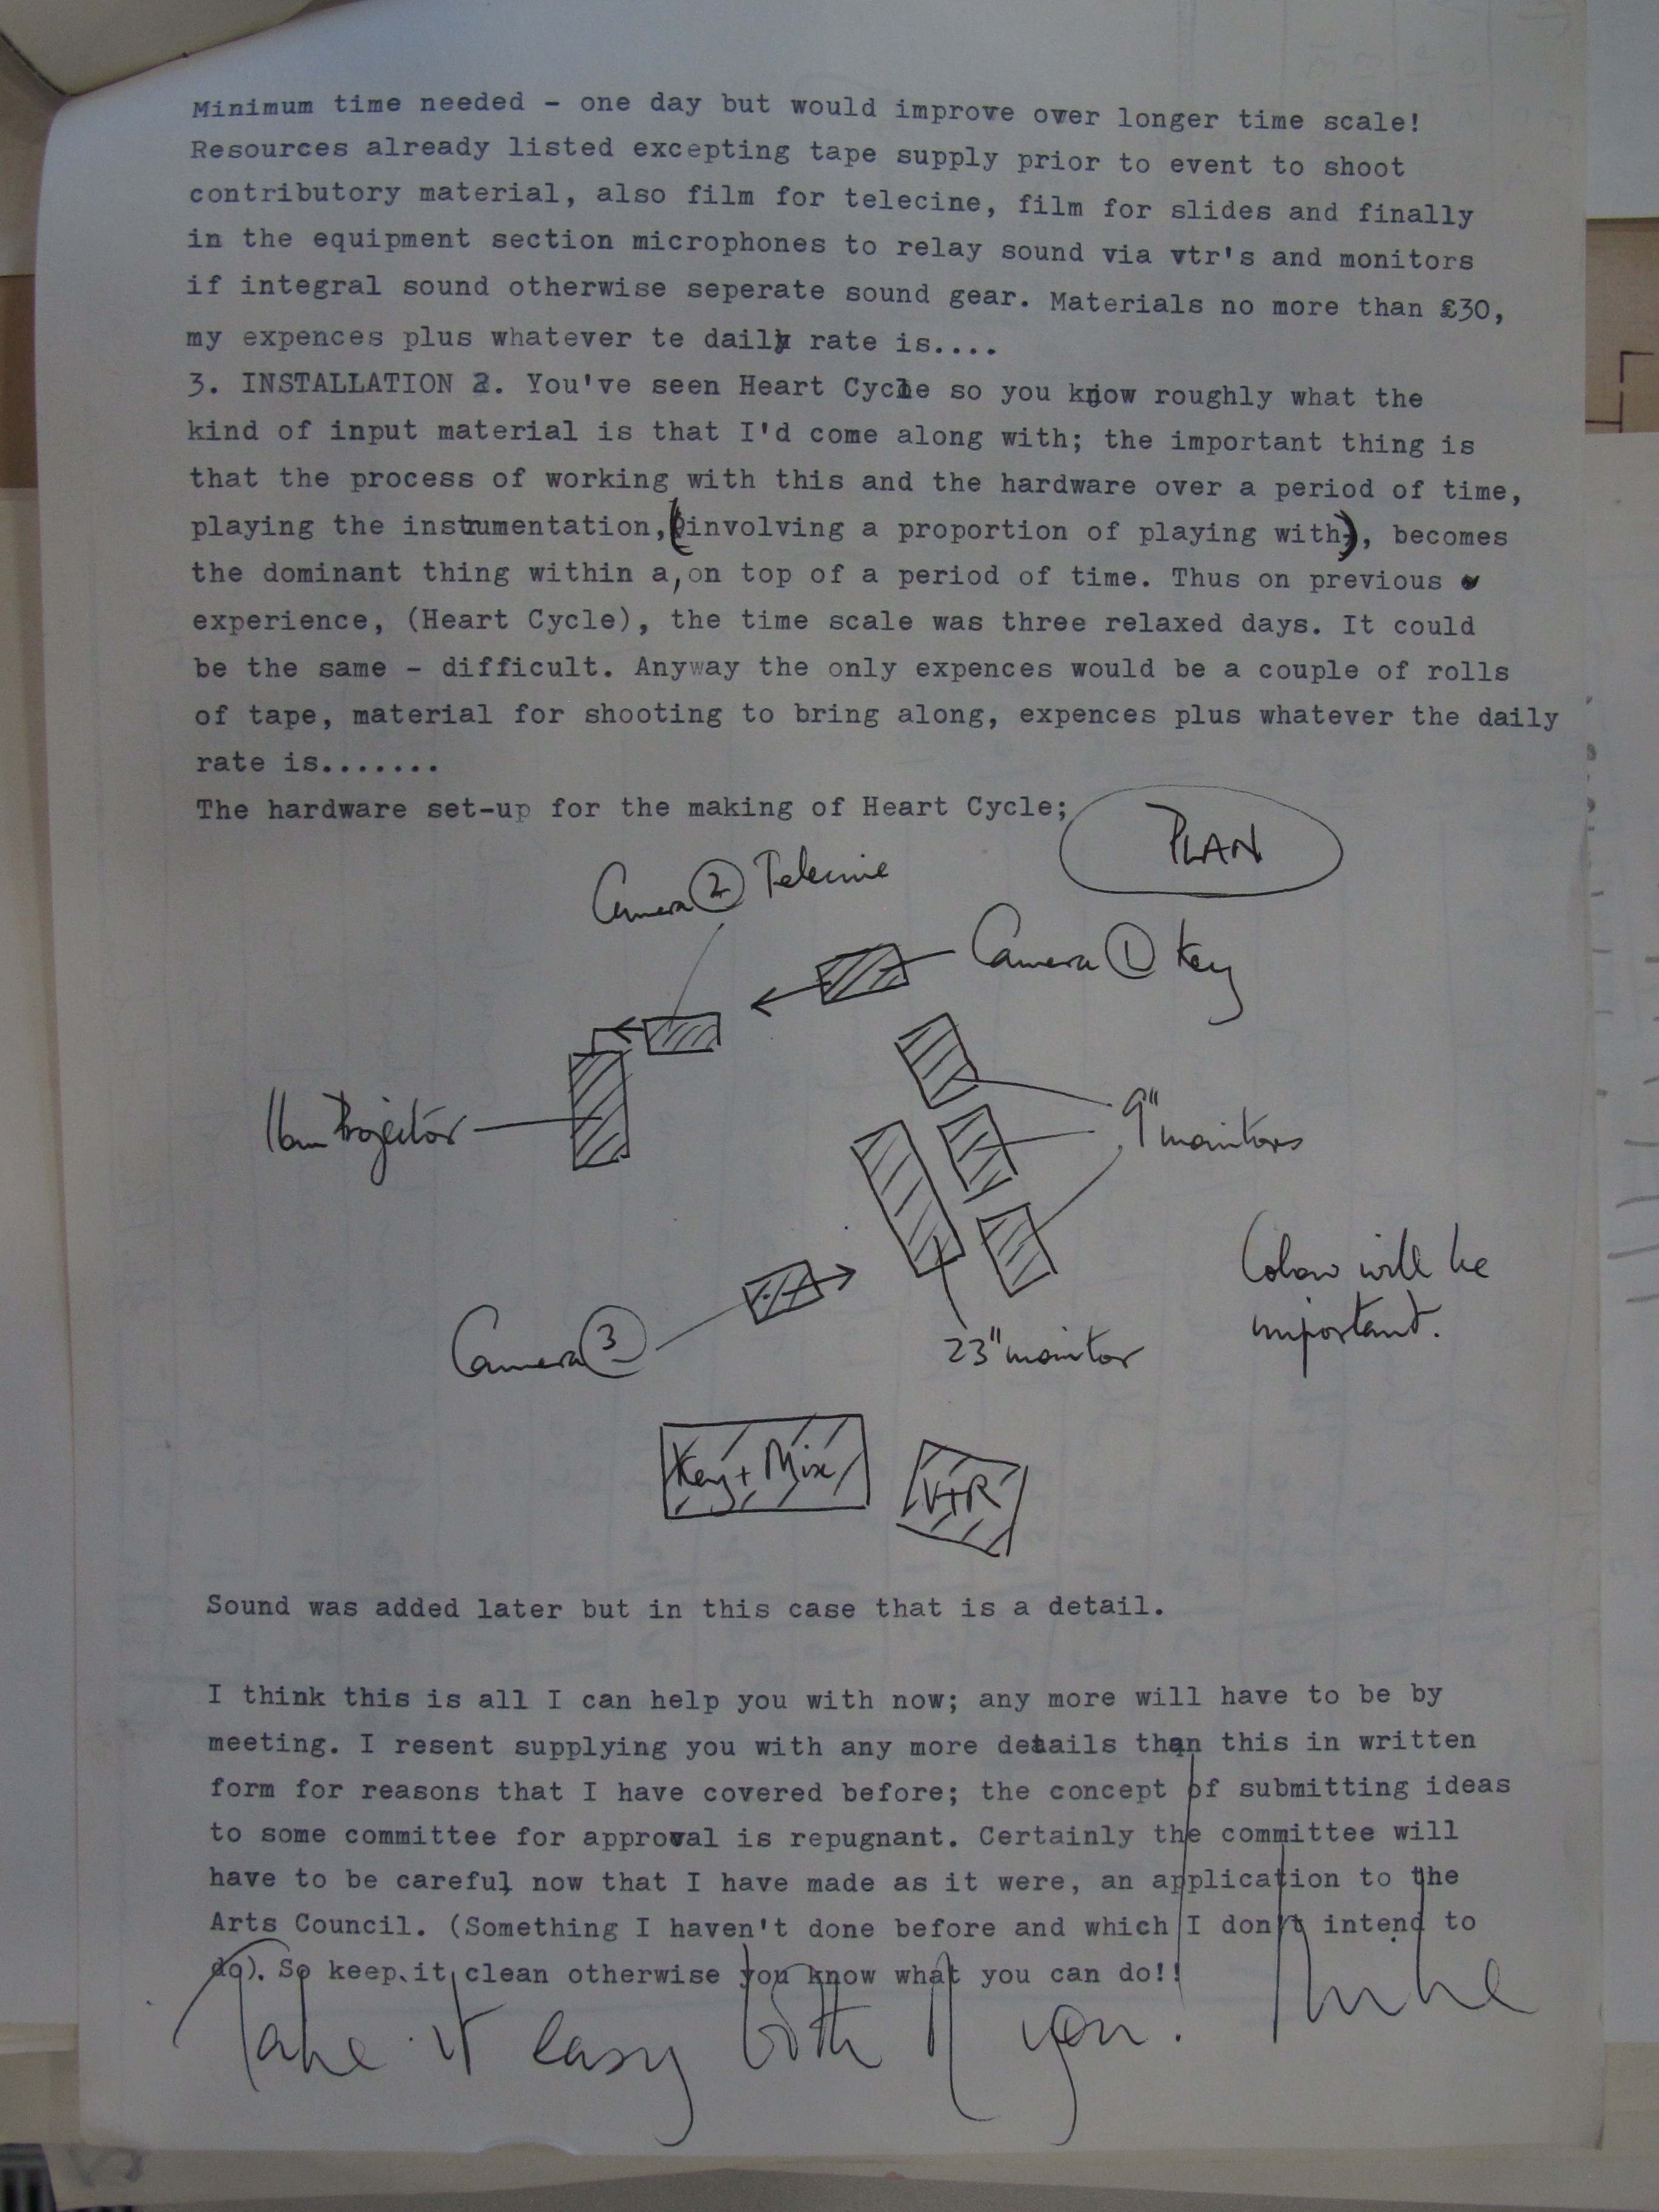 Minimum time needed - one day but would improve over longer time scale!
Resources already listed excepting tape supply prior to event to shoot
contributory material, also film for telecine, film for slides and finally
in the equipment section microphones to relay sound via vtr's and monitors
if integral sound otherwise seperate sound gear. Materials no more than £30,
my expences plus whatever te daily rate is....
3. INSTALLATION 2. You've seen Heart Cycle so you know roughly what the
kind of input material is that I'd come along with; the important thing is
that the process of working with this and the hardware over a period of time,
playing the instrumentation,(involving a proportion of playing with), becomes
the dominant thing within a,on top of a period of time. Thus on previous
experience, (Heart Cycle), the time scale was three relaxed days. It could
be the same - difficult. Anyway the only expences would be a couple of rolls
of tape, material for shooting to bring along, expences plus whatever the daily
rate is.......
The hardware set-up for the making of Heart Cycle;
PLAN
Camera 2 Telecine
Camera 1 Key
16mm Projector
9" monitors
Colour will be
important.
Camera 3
23" monitor
Key + Mix
VTR
Sound was added later but in this case that is a detail.
I think this is all I can help you with now; any more will have to be by
meeting. I resent supplying you with any more details than this in written
form for reasons that I have covered before; the concept of submitting ideas
to some committee for approval is repugnant. Certainly the committee will
have to be careful now that I have made as it were, an application to the
Arts Council. (Something I haven't done before and which I don't intend to
do). So keep it clean otherwise you know what you can do!!
Take it easy both of you. Mike